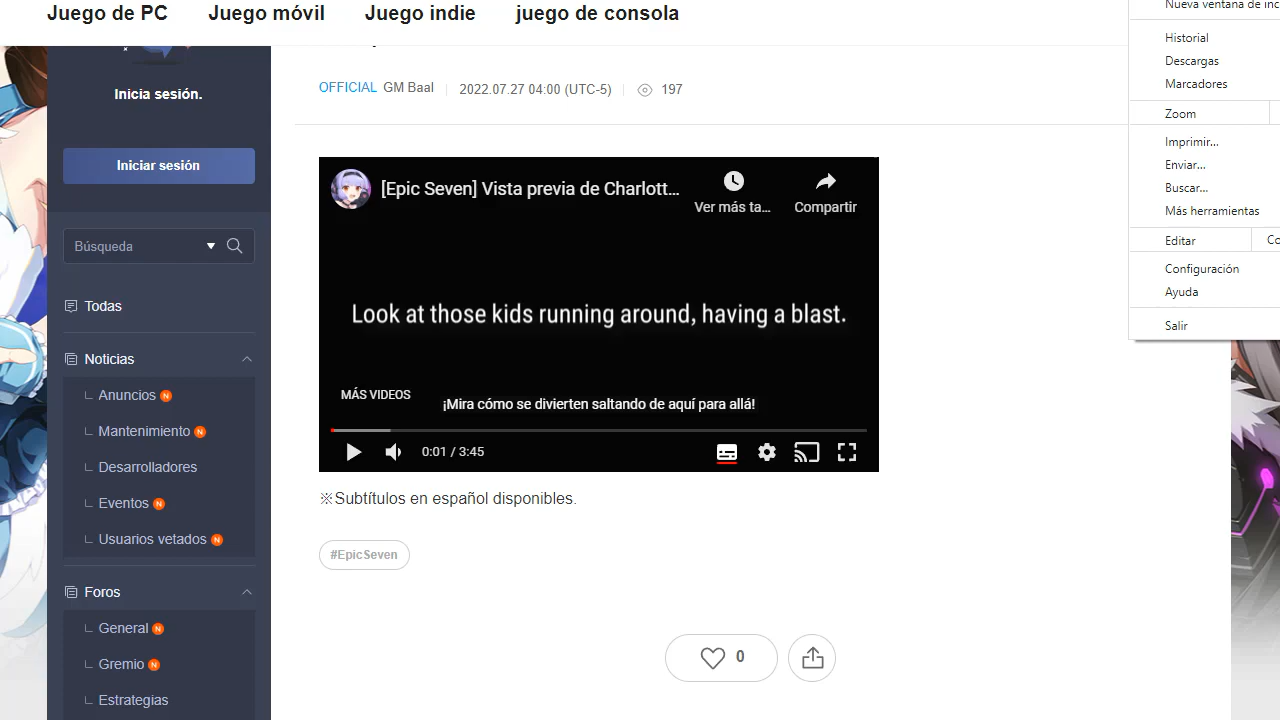 Juego de PC
Juego móvil
Juego indie
juego de consola
Inicia sesión.
Iniciar sesión
Búsqueda
Todas
Noticias
Anuncios N
Mantenimiento N
Desarrolladores
Eventos N
Usuarios vetados N
Foros
General N
Gremio N
Estrategias
OFFICIAL GM Baal
2022.07.27 04:00 (UTC-5)
197
[Epic Seven] Vista previa de Charlott...
Ver más ta...
Compartir
Look at those kids running around, having a blast.
MÁS VIDEOS
¡Mira cómo se divierten saltando de aquí para allá!
0:01 / 3:45
※Subtítulos en español disponibles.
#EpicSeven
0
Nueva ventana de inc
Historial
Descargas
Marcadores
Zoom
Imprimir...
Enviar...
Buscar...
Más herramientas
Editar
Co
Configuración
Ayuda
Salir